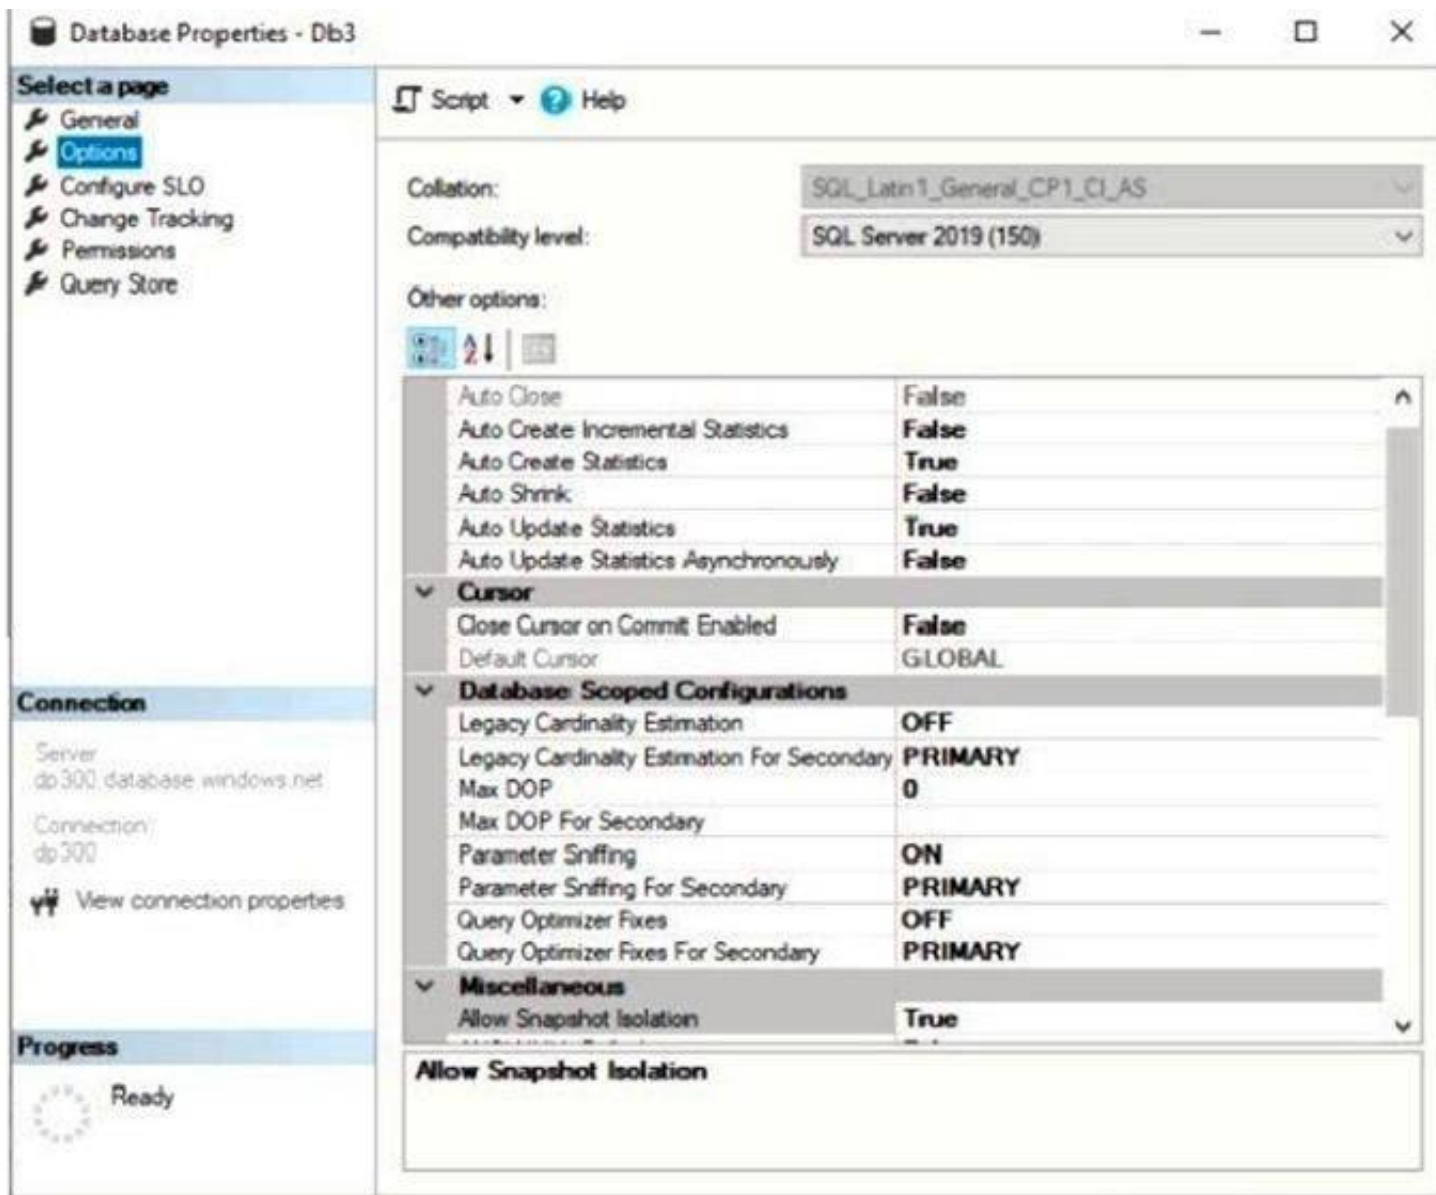 Database Properties - Db3
Select a page
General
Options
Configure SLO
Change Tracking
Permissions
Query Store
Connection
Server
dp300.database.windows.net
Connection:
dp300
View connection properties
Progress
Ready
Script
Help
Collation: SQL_Latin1_General_CP1_CI_AS
Compatibility level: SQL Server 2019 (150)
Other options:
Auto Close False
Auto Create Incremental Statistics False
Auto Create Statistics True
Auto Shrink False
Auto Update Statistics True
Auto Update Statistics Asynchronously False
Cursor
Close Cursor on Commit Enabled False
Default Cursor GLOBAL
Database Scoped Configurations
Legacy Cardinality Estimation OFF
Legacy Cardinality Estimation For Secondary PRIMARY
Max DOP 0
Max DOP For Secondary
Parameter Sniffing ON
Parameter Sniffing For Secondary PRIMARY
Query Optimizer Fixes OFF
Query Optimizer Fixes For Secondary PRIMARY
Miscellaneous
Allow Snapshot Isolation True
Allow Snapshot Isolation